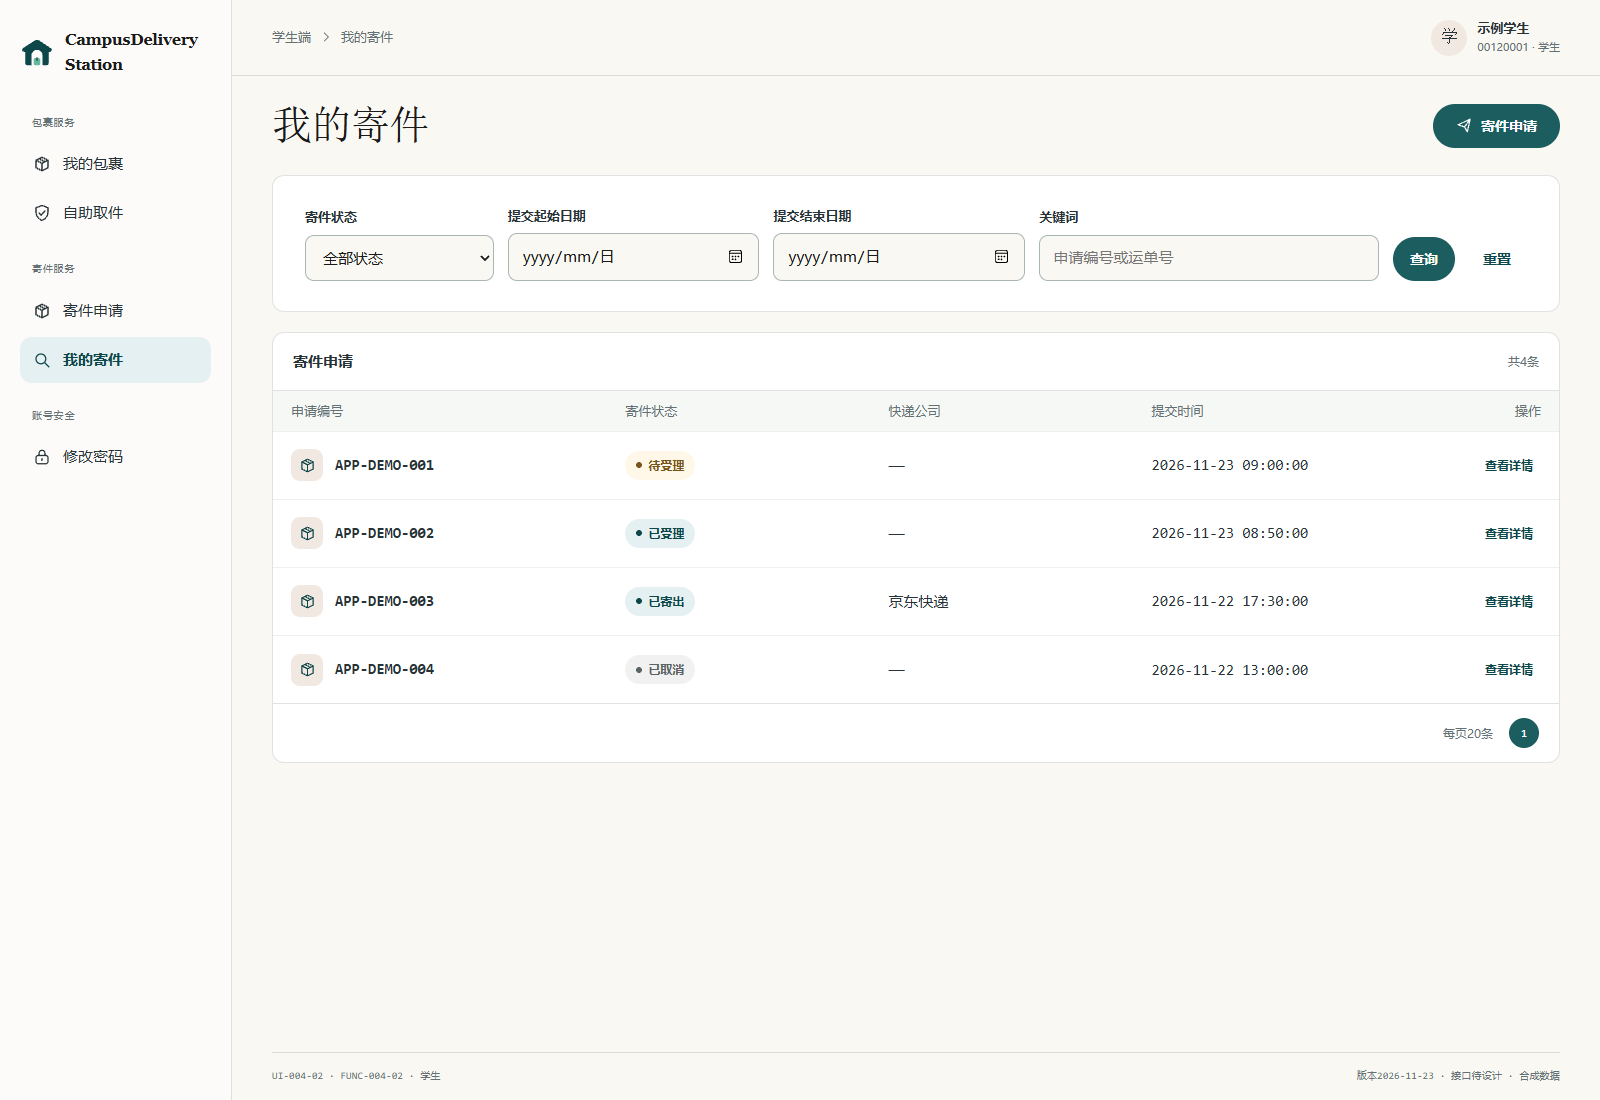 CampusDelivery
Station
包裹服务
我的包裹
自助取件
寄件服务
寄件申请
我的寄件
账号安全
修改密码
学生端 > 我的寄件
学
示例学生
00120001 · 学生
我的寄件
寄件申请
寄件状态
提交起始日期
提交结束日期
关键词
全部状态
yyyy/mm/日
yyyy/mm/日
申请编号或运单号
查询
重置
寄件申请
共4条
申请编号 寄件状态 快递公司 提交时间 操作
APP-DEMO-001 待受理 — 2026-11-23 09:00:00 查看详情
APP-DEMO-002 已受理 — 2026-11-23 08:50:00 查看详情
APP-DEMO-003 已寄出 京东快递 2026-11-22 17:30:00 查看详情
APP-DEMO-004 已取消 — 2026-11-22 13:00:00 查看详情
每页20条 1
UI-004-02 · FUNC-004-02 · 学生
版本2026-11-23 · 接口待设计 · 合成数据